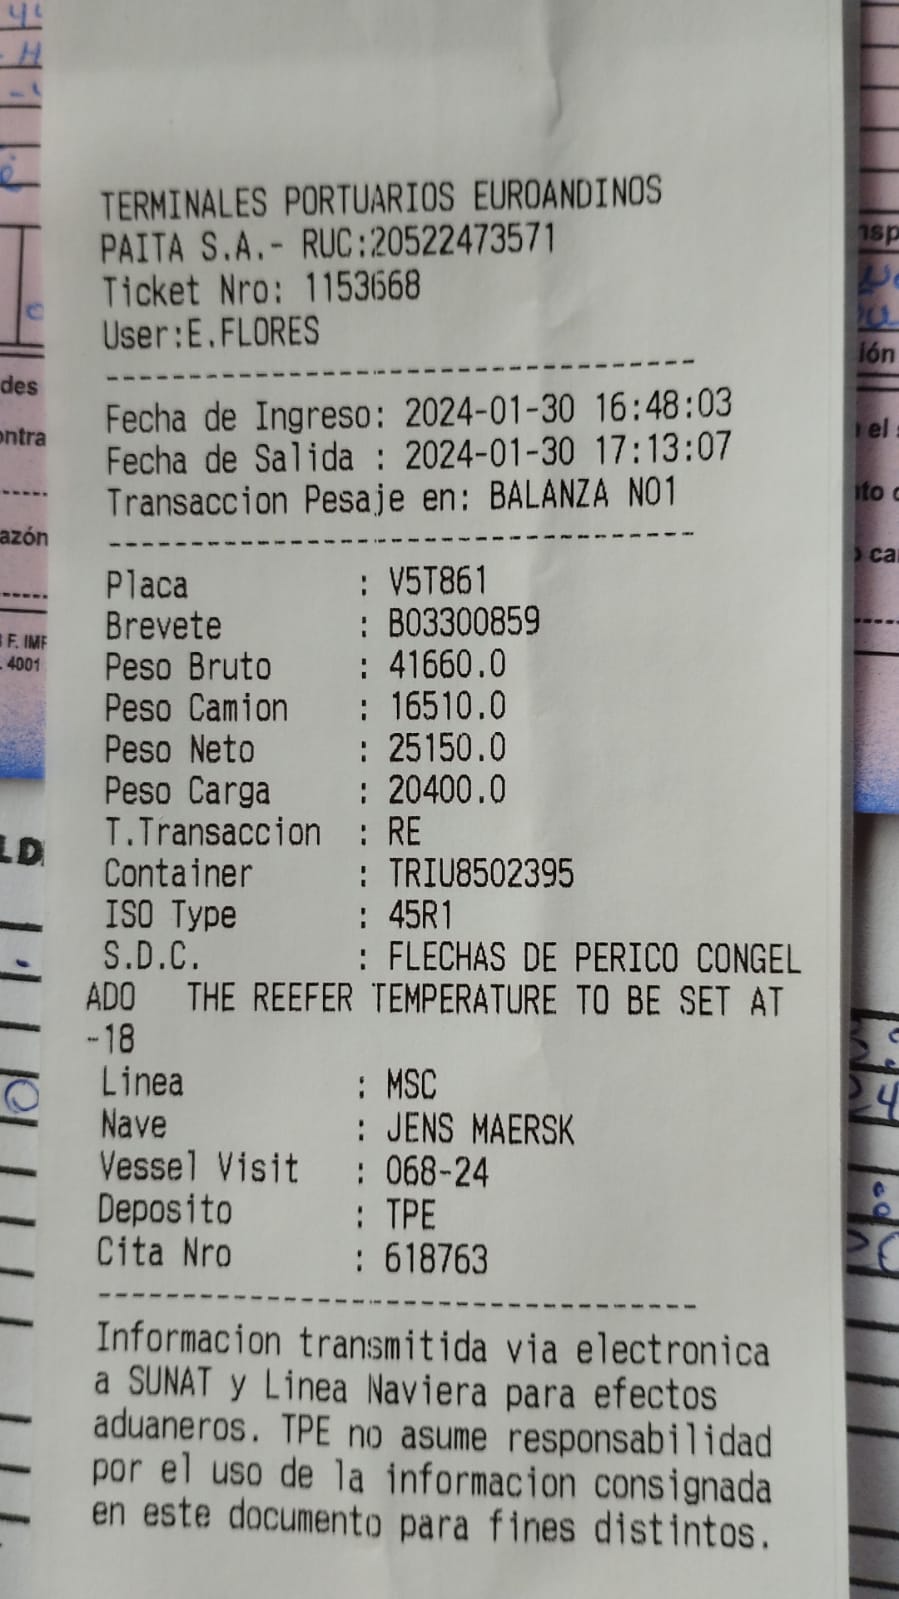 TERMINALES PORTUARIOS EUROANDINOS
PAITA S.A.- RUC:20522473571
Ticket Nro: 1153668
User:E.FLORES
-----------------------------------
Fecha de Ingreso: 2024-01-30 16:48:03
Fecha de Salida : 2024-01-30 17:13:07
Transaccion Pesaje en: BALANZA NO1
-----------------------------------
Placa : V5T861
Brevete : B03300859
Peso Bruto : 41660.0
Peso Camion : 16510.0
Peso Neto : 25150.0
Peso Carga : 20400.0
T.Transaccion : RE
Container : TRIU8502395
ISO Type : 45R1
S.D.C. : FLECHAS DE PERICO CONGEL
ADO THE REEFER TEMPERATURE TO BE SET AT
-18
Linea : MSC
Nave : JENS MAERSK
Vessel Visit : 068-24
Deposito : TPE
Cita Nro : 618763
-----------------------------------
Informacion transmitida via electronica
a SUNAT y Linea Naviera para efectos
aduaneros. TPE no asume responsabilidad
por el uso de la informacion consignada
en este documento para fines distintos.